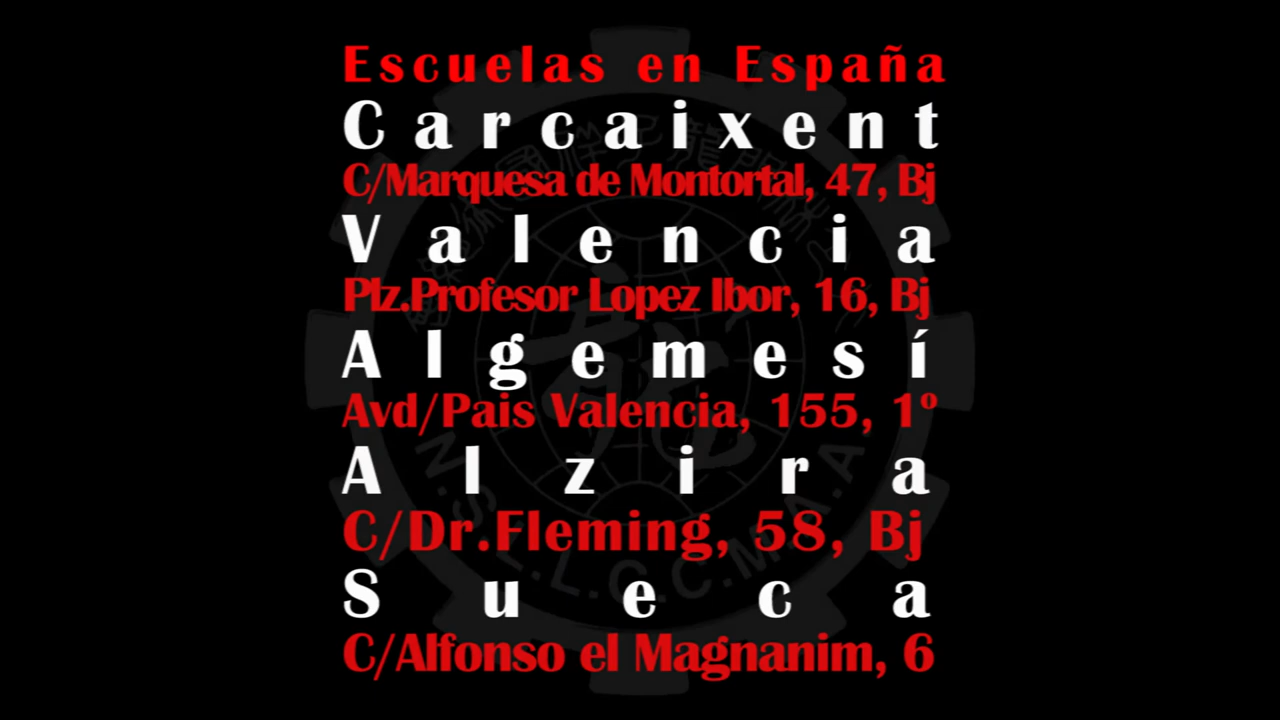 Escuelas en España
Carcaixent
C/Marquesa de Montortal, 47, Bj
Valencia
Plz.Profesor Lopez Ibor, 16, Bj
Algemesí
Avd/Pais Valencia, 155, 1º
Alzira
C/Dr.Fleming, 58, Bj
Sueca
C/Alfonso el Magnanim, 6